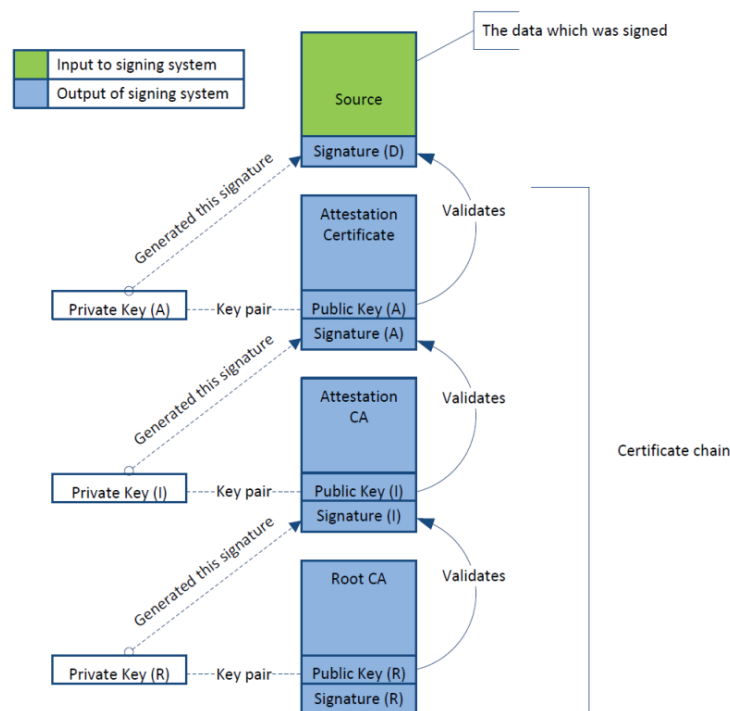 The data which was signed
Input to signing system
Output of signing system
Source
Signature (D)
Generated this signature
Validates
Attestation
Certificate
Private Key (A)
Key pair
Public Key (A)
Signature (A)
Generated this signature
Validates
Attestation
CA
Certificate chain
Private Key (I)
Key pair
Public Key (I)
Signature (I)
Generated this signature
Validates
Root CA
Private Key (R)
Key pair
Public Key (R)
Signature (R)